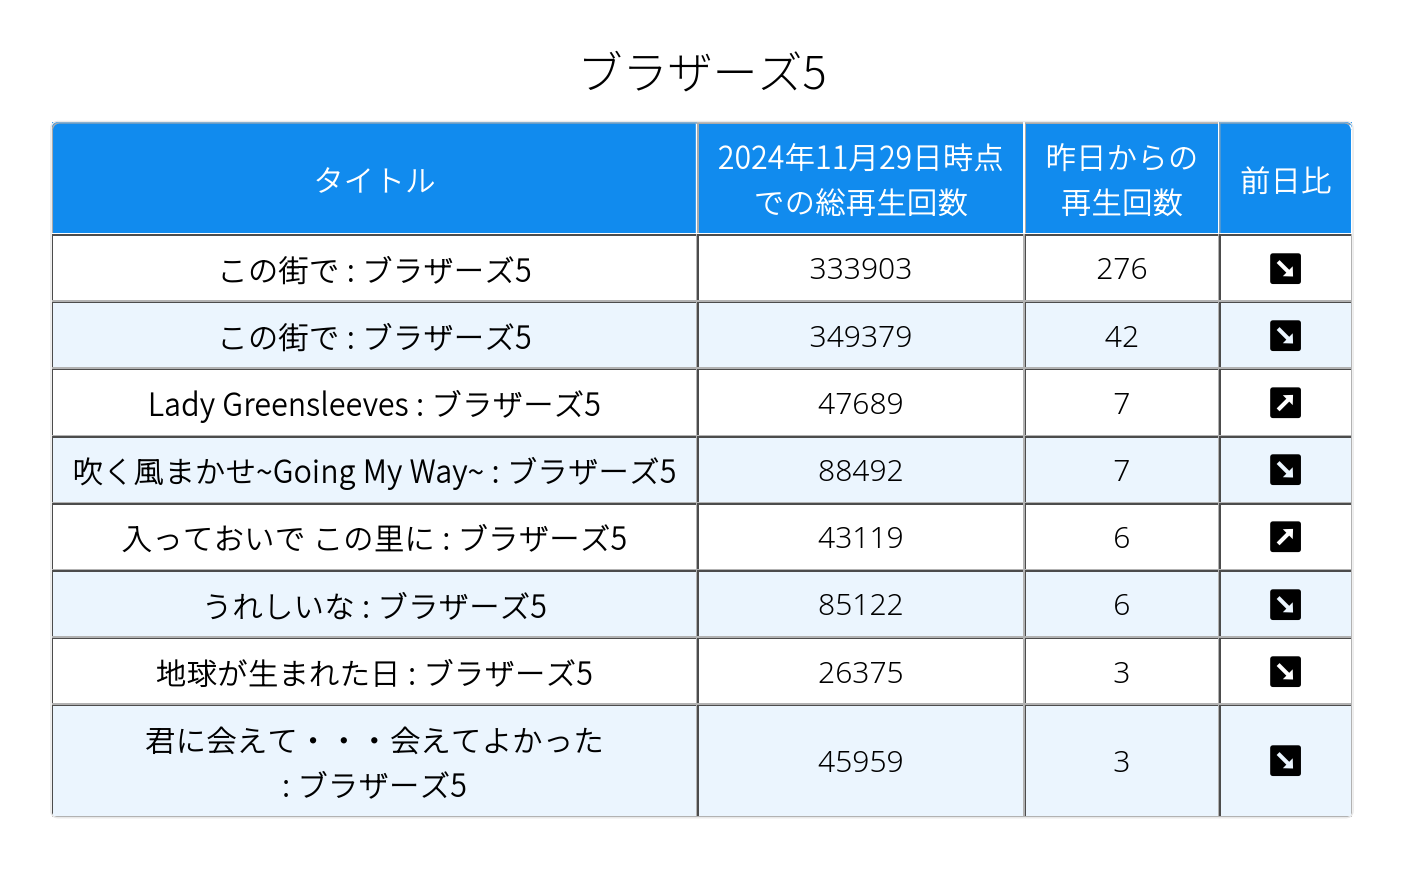 ブラザーズ5
タイトル
2024年11月29日時点
での総再生回数
昨日からの
再生回数
前日比
この街で : ブラザーズ5 333903 276
この街で : ブラザーズ5 349379 42
Lady Greensleeves : ブラザーズ5 47689 7
吹く風まかせ~Going My Way~ : ブラザーズ5 88492 7
入っておいで この里に : ブラザーズ5 43119 6
うれしいな : ブラザーズ5 85122 6
地球が生まれた日 : ブラザーズ5 26375 3
君に会えて・・・会えてよかった
: ブラザーズ5 45959 3